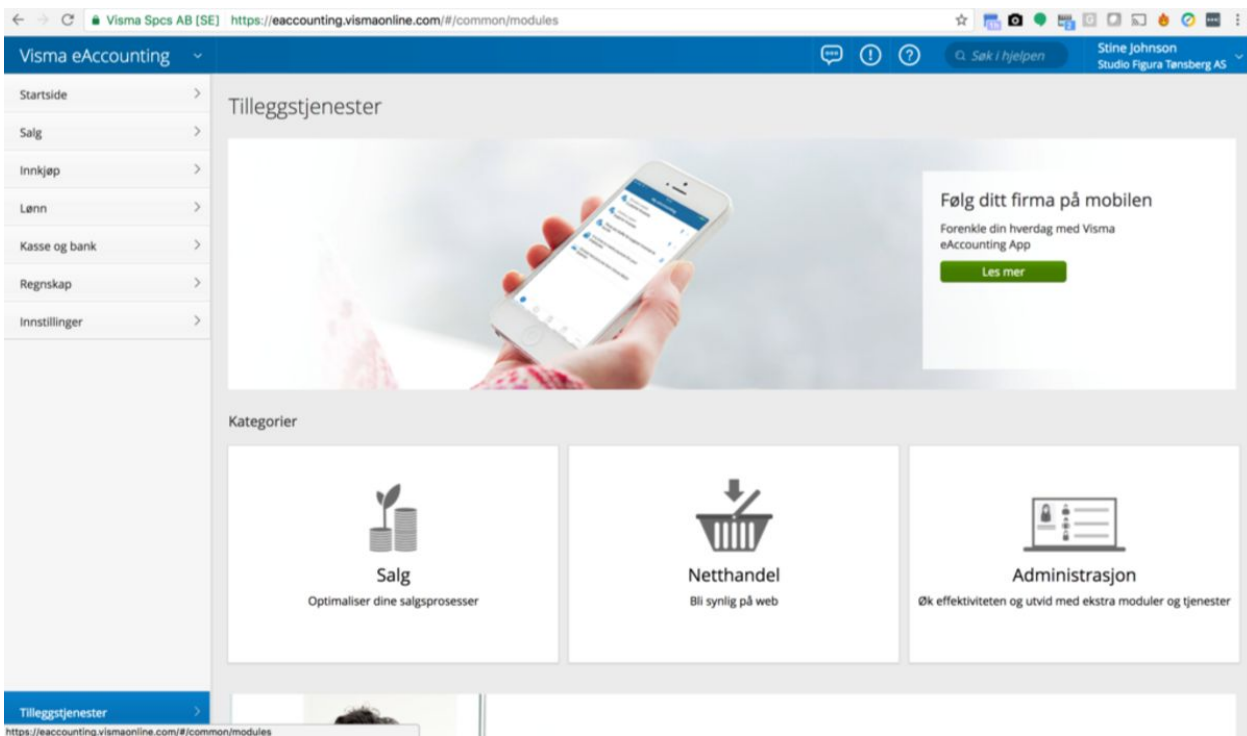 Visma Spcs AB [SE] https://eaccounting.vismaonline.com/#/common/modules
Visma eAccounting
Søk i hjelpen
Stine Johnson
Studio Figura Tønsberg AS
Startside
Salg
Innkjøp
Lønn
Kasse og bank
Regnskap
Innstillinger
Tilleggstjenester
Følg ditt firma på mobilen
Forenkle din hverdag med Visma
eAccounting App
Les mer
Kategorier
Salg
Optimaliser dine salgsprosesser
Netthandel
Bli synlig på web
Administrasjon
Øk effektiviteten og utvid med ekstra moduler og tjenester
Tilleggstjenester
https://eaccounting.vismaonline.com/#/common/modules